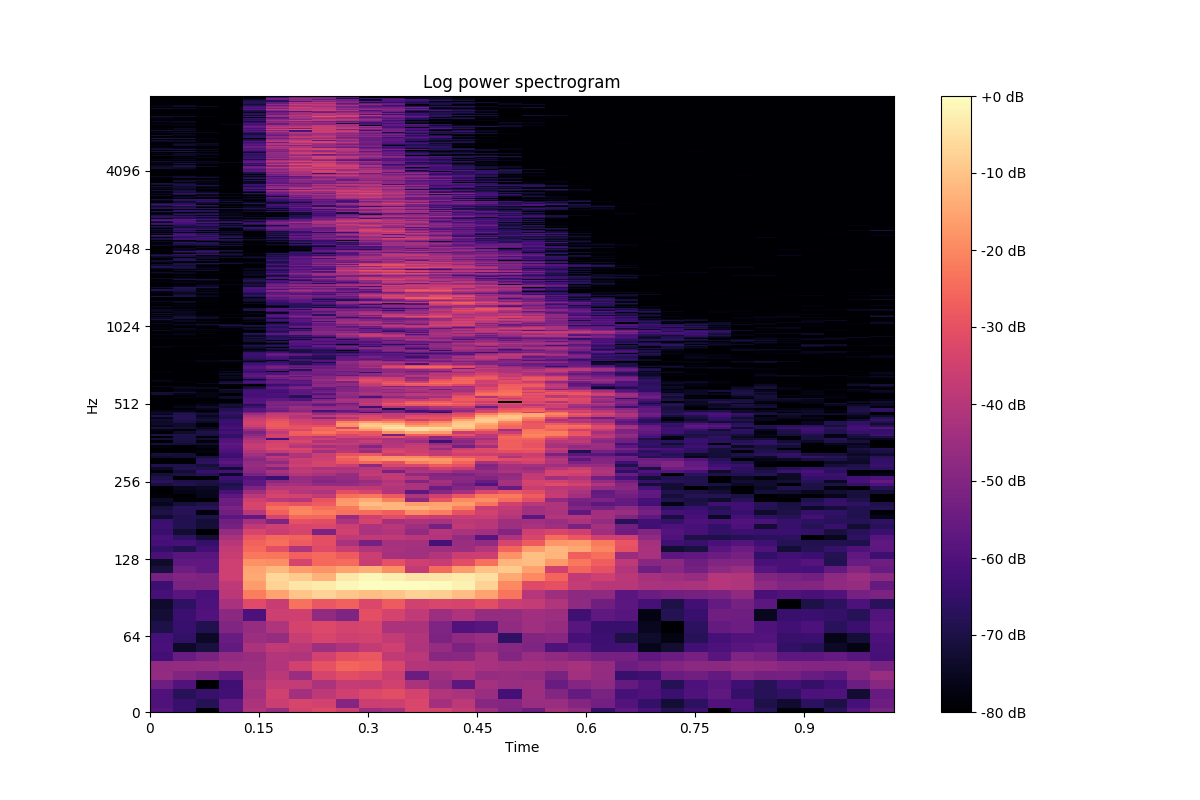 Log power spectrogram
Hz
4096
2048
1024
512
256
128
64
0
0 0.15 0.3 0.45 0.6 0.75 0.9
Time
+0 dB
-10 dB
-20 dB
-30 dB
-40 dB
-50 dB
-60 dB
-70 dB
-80 dB